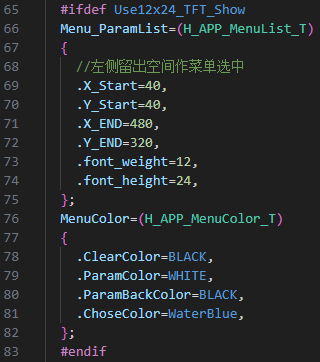 65 #ifdef Use12x24_TFT_Show
66 Menu_ParamList=(H_APP_MenuList_T)
67 {
68 //左侧留出空间作菜单选中
69 .X_Start=40,
70 .Y_Start=40,
71 .X_END=480,
72 .Y_END=320,
73 .font_weight=12,
74 .font_height=24,
75 };
76 MenuColor=(H_APP_MenuColor_T)
77 {
78 .ClearColor=BLACK,
79 .ParamColor=WHITE,
80 .ParamBackColor=BLACK,
81 .ChoseColor=WaterBlue,
82 };
83 #endif